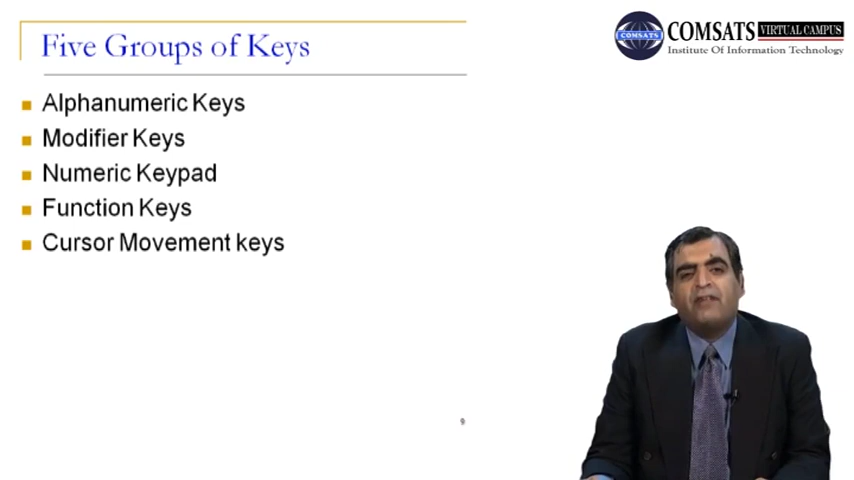 Five Groups of Keys
Alphanumeric Keys
Modifier Keys
Numeric Keypad
Function Keys
Cursor Movement keys
9
COMSATS
COMSATS VIRTUAL CAMPUS
Institute Of Information Technology